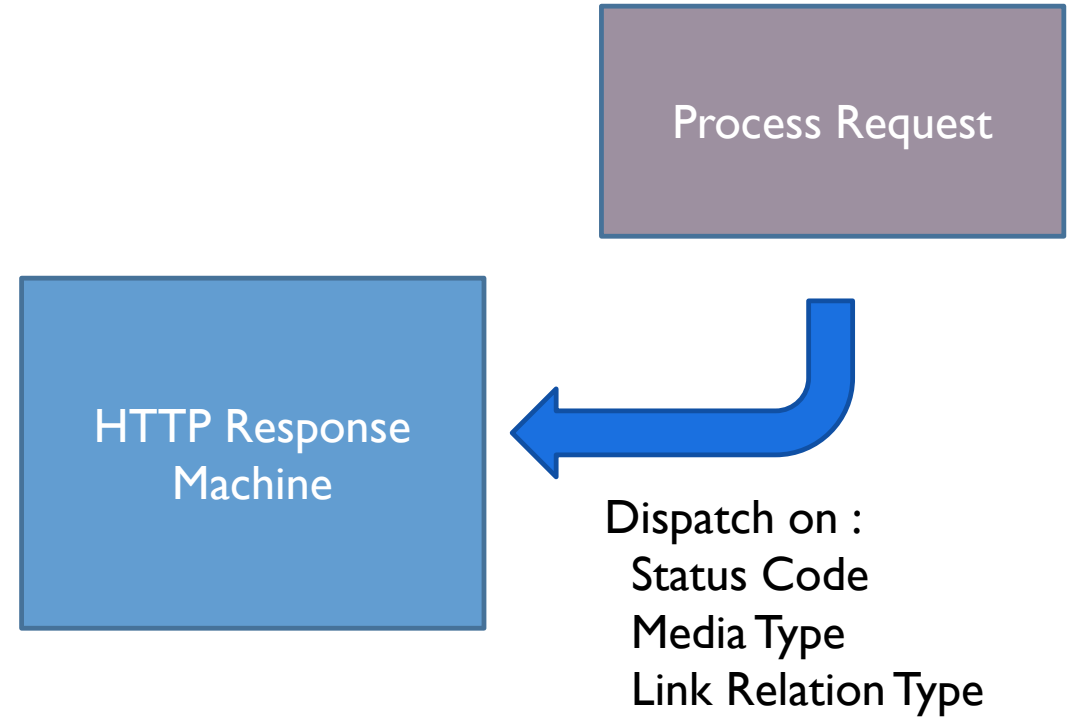 Process Request
HTTP Response
Machine
Dispatch on :
Status Code
Media Type
Link Relation Type